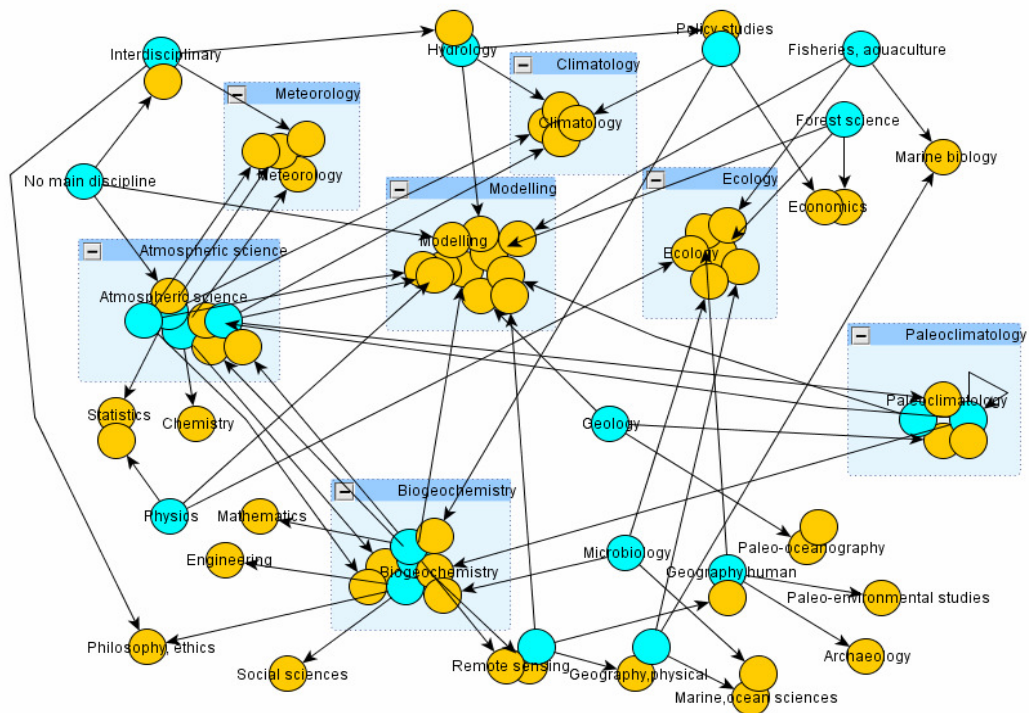 Interdisciplinary
Hydrology
Policy studies
Fisheries, aquaculture
Climatology
Meteorology
Climatology
Forest science
Marine biology
Meteorology
No main discipline
Modelling
Ecology
Economics
Modelling
Atmospheric science
Ecology
Atmospheric science
Paleoclimatology
Paleoclimatology
Statistics
Chemistry
Geology
Biogeochemistry
Physics
Mathematics
Microbiology
Paleo-oceanography
Engineering
Biogeochemistry
Geography,human
Paleo-environmental studies
Philosophy, ethics
Social sciences
Remote sensing
Geography,physical
Archaeology
Marine,ocean sciences